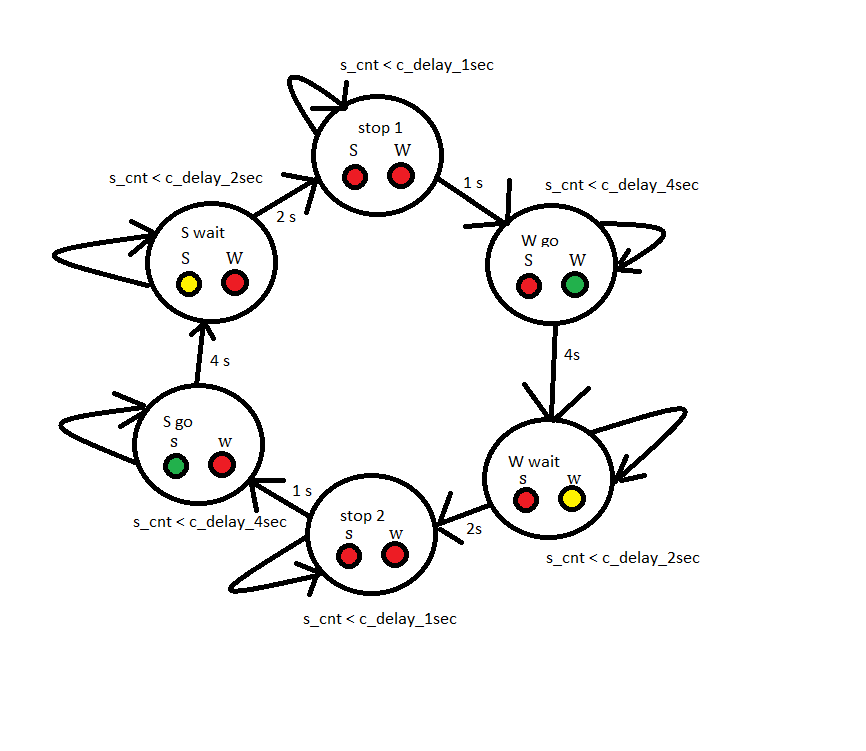 s_cnt < c_delay_1sec
stop 1
S W
1 s
s_cnt < c_delay_4sec
W go
S W
4s
W wait
s w
s_cnt < c_delay_2sec
2s
stop 2
s w
s_cnt < c_delay_1sec
1 s
S go
s w
s_cnt < c_delay_4sec
4 s
s_cnt < c_delay_2sec
S wait
S W
2 s